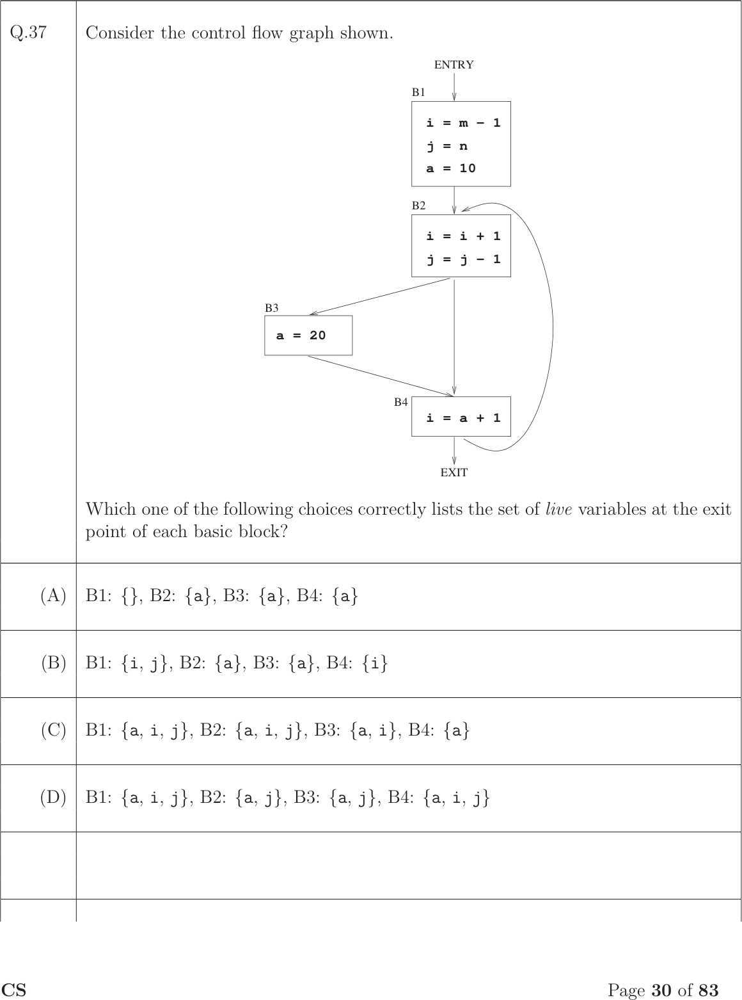 Q.37 Consider the control flow graph shown.
ENTRY
B1
i = m - 1
j = n
a = 10
B2
i = i + 1
j = j - 1
B3
a = 20
B4
i = a + 1
EXIT
Which one of the following choices correctly lists the set of live variables at the exit
point of each basic block?
(A) B1: {}, B2: {a}, B3: {a}, B4: {a}
(B) B1: {i, j}, B2: {a}, B3: {a}, B4: {i}
(C) B1: {a, i, j}, B2: {a, i, j}, B3: {a, i}, B4: {a}
(D) B1: {a, i, j}, B2: {a, j}, B3: {a, j}, B4: {a, i, j}
CS Page 30 of 83